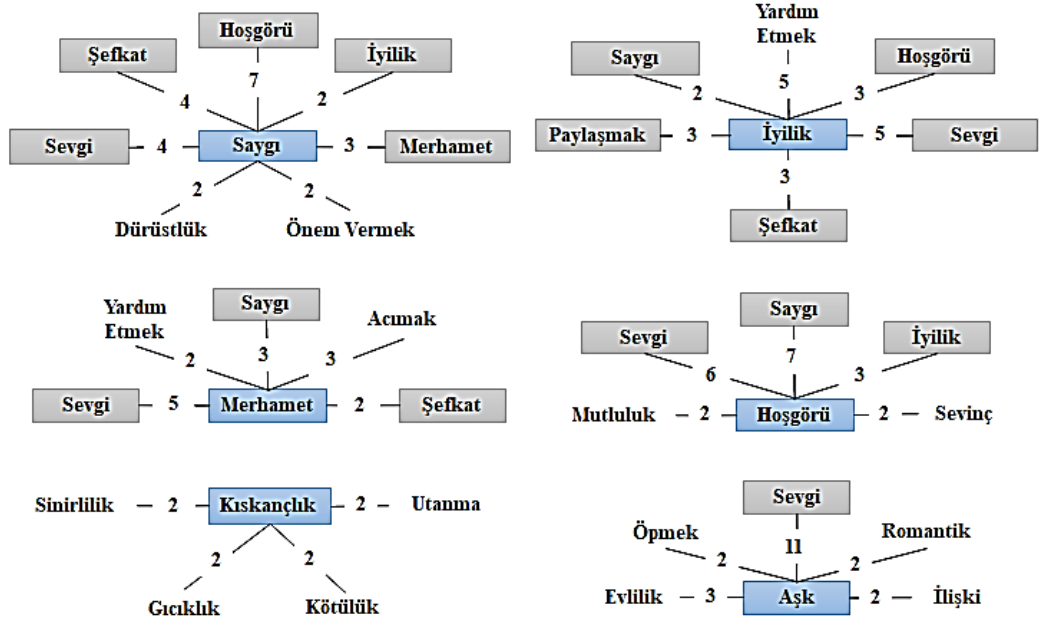 Hoşgörü
Şefkat
İyilik
7
4
2
Sevgi
4
Saygı
3
Merhamet
2
2
Dürüstlük
Önem Vermek
Yardım
Etmek
Saygı
Hoşgörü
5
2
3
Paylaşmak
3
İyilik
5
Sevgi
3
Şefkat
Yardım
Etmek
Saygı
Acımak
2
3
3
Sevgi
5
Merhamet
2
Şefkat
Saygı
Sevgi
İyilik
7
6
3
Mutluluk
2
Hoşgörü
2
Sevinç
Sinirlilik
2
Kıskançlık
2
Utanma
2
2
Gıcıklık
Kötülük
Sevgi
Öpmek
Romantik
11
2
2
Evlilik
3
Aşk
2
İlişki